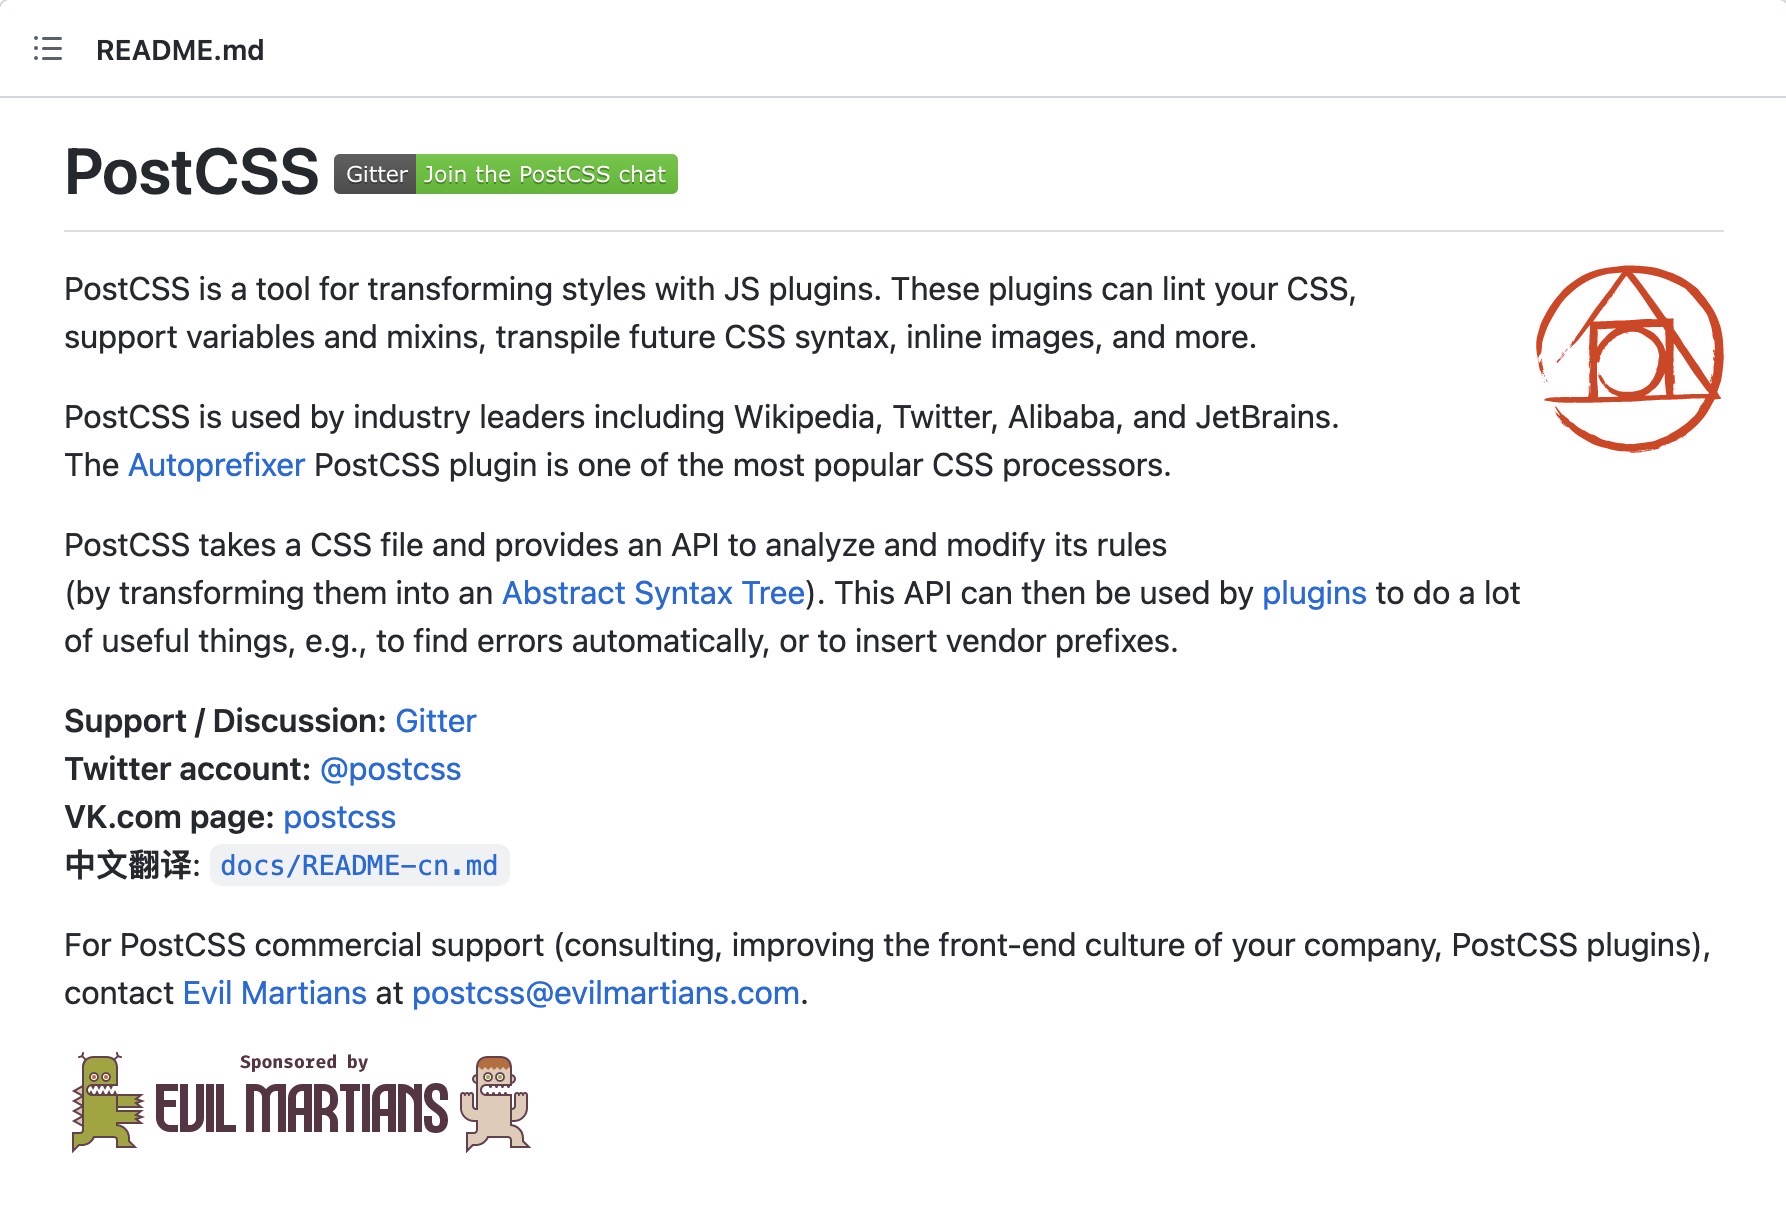 README.md
PostCSS Gitter Join the PostCSS chat
PostCSS is a tool for transforming styles with JS plugins. These plugins can lint your CSS,
support variables and mixins, transpile future CSS syntax, inline images, and more.
PostCSS is used by industry leaders including Wikipedia, Twitter, Alibaba, and JetBrains.
The Autoprefixer PostCSS plugin is one of the most popular CSS processors.
PostCSS takes a CSS file and provides an API to analyze and modify its rules
(by transforming them into an Abstract Syntax Tree). This API can then be used by plugins to do a lot
of useful things, e.g., to find errors automatically, or to insert vendor prefixes.
Support / Discussion: Gitter
Twitter account: @postcss
VK.com page: postcss
中文翻译: docs/README-cn.md
For PostCSS commercial support (consulting, improving the front-end culture of your company, PostCSS plugins),
contact Evil Martians at postcss@evilmartians.com.
Sponsored by
EVIL MARTIANS